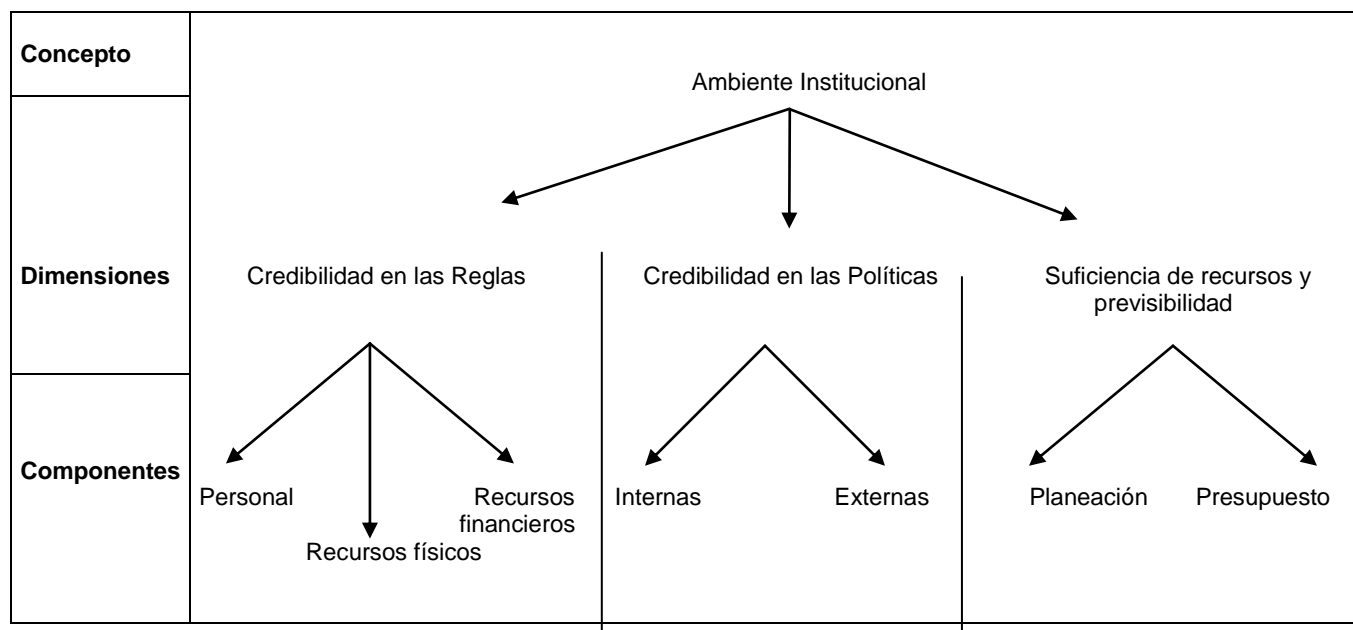 Concepto
Ambiente Institucional
Dimensiones
Credibilidad en las Reglas
Credibilidad en las Políticas
Suficiencia de recursos y
previsibilidad
Componentes
Personal
Recursos físicos
Recursos
financieros
Internas
Externas
Planeación
Presupuesto